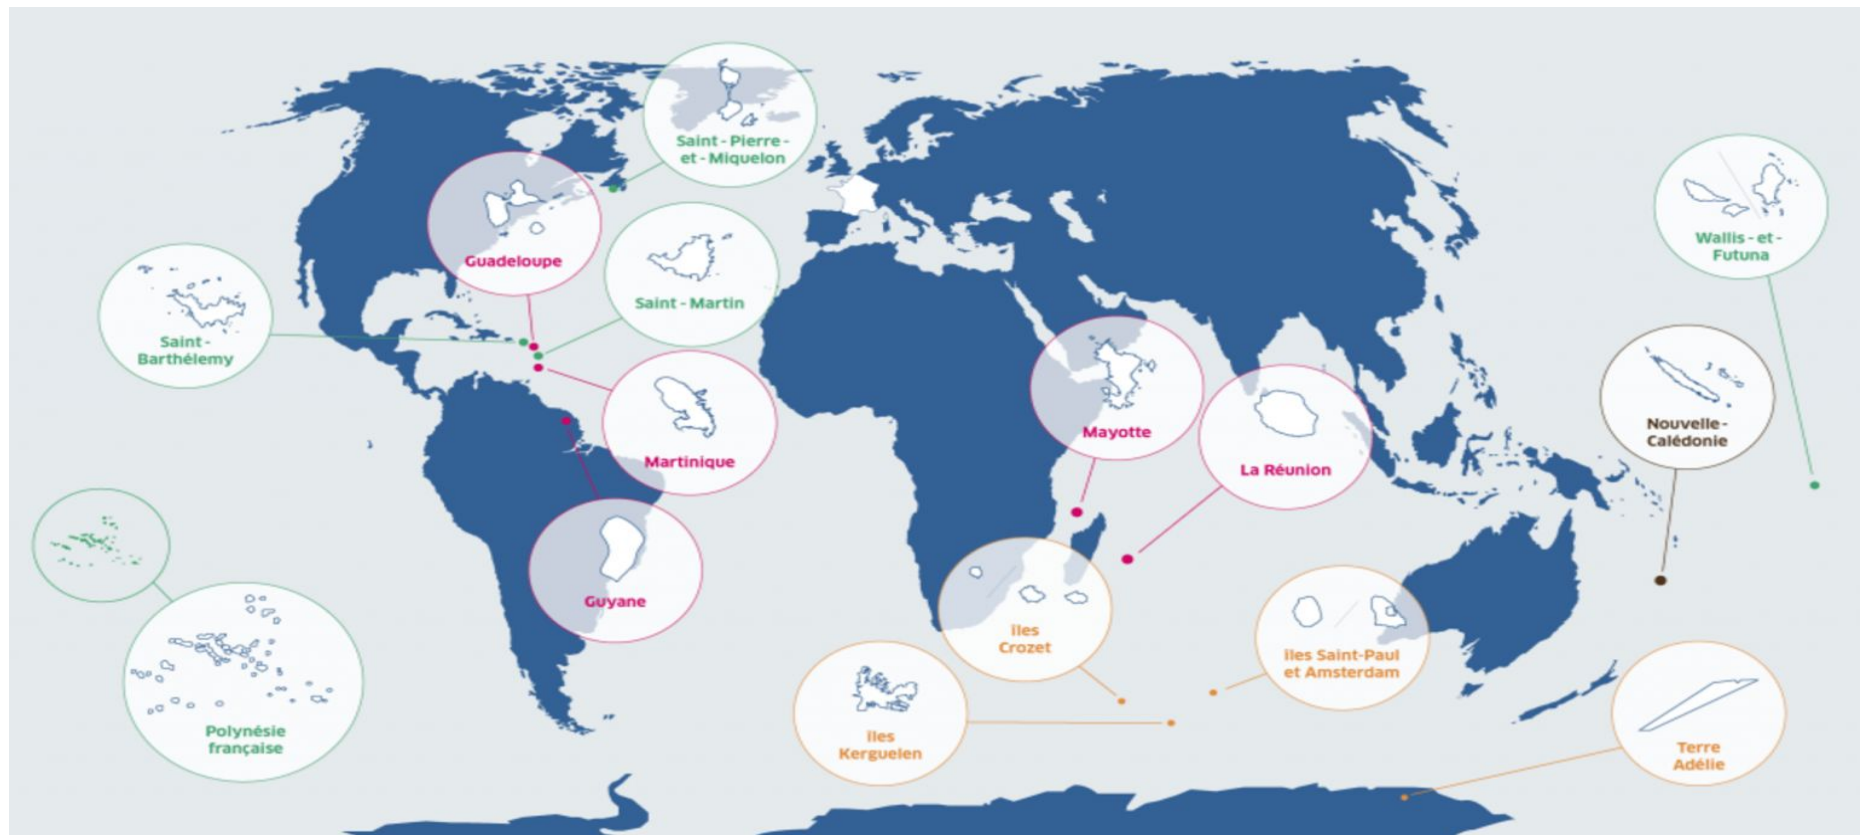 Saint - Pierre -
et - Miquelon
Guadeloupe
Saint - Martin
Saint -
Barthélemy
Martinique
Guyane
Polynésie
française
Mayotte
La Réunion
îles
Crozet
îles
Kerguelen
îles Saint-Paul
et Amsterdam
Wallis - et -
Futuna
Nouvelle -
Calédonie
Terre
Adélie